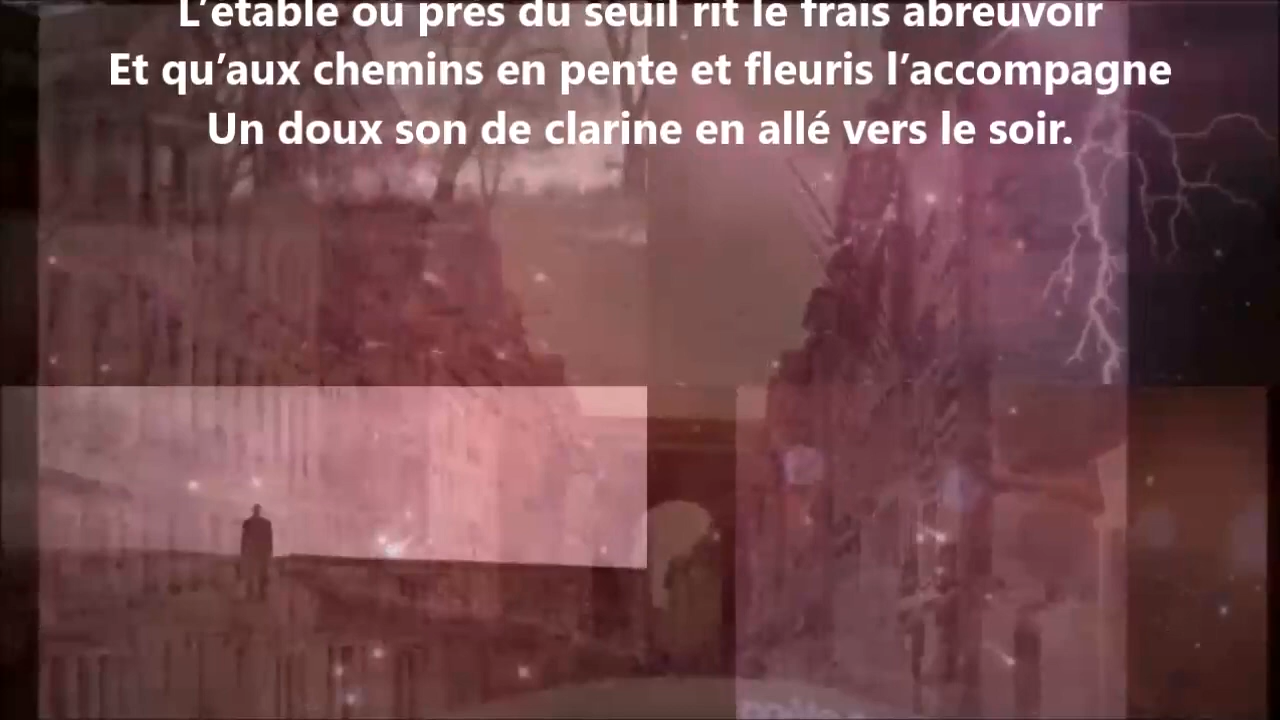 L’étable où près du seuil rit le frais abreuvoir
Et qu’aux chemins en pente et fleuris l’accompagne
Un doux son de clarine en allé vers le soir.